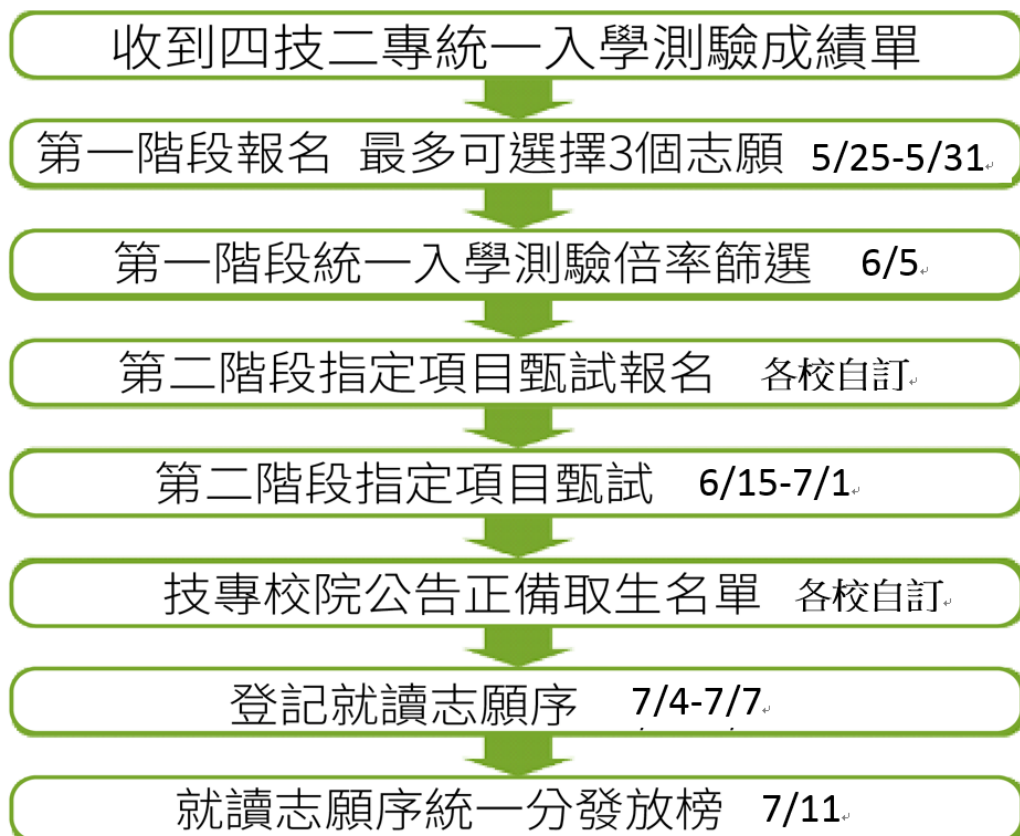 收到四技二專統一入學測驗成績單
第一階段報名 最多可選擇3個志願 5/25-5/31
第一階段統一入學測驗倍率篩選 6/5
第二階段指定項目甄試報名 各校自訂
第二階段指定項目甄試 6/15-7/1
技專校院公告正備取生名單 各校自訂
登記就讀志願序 7/4-7/7
就讀志願序統一分發放榜 7/11